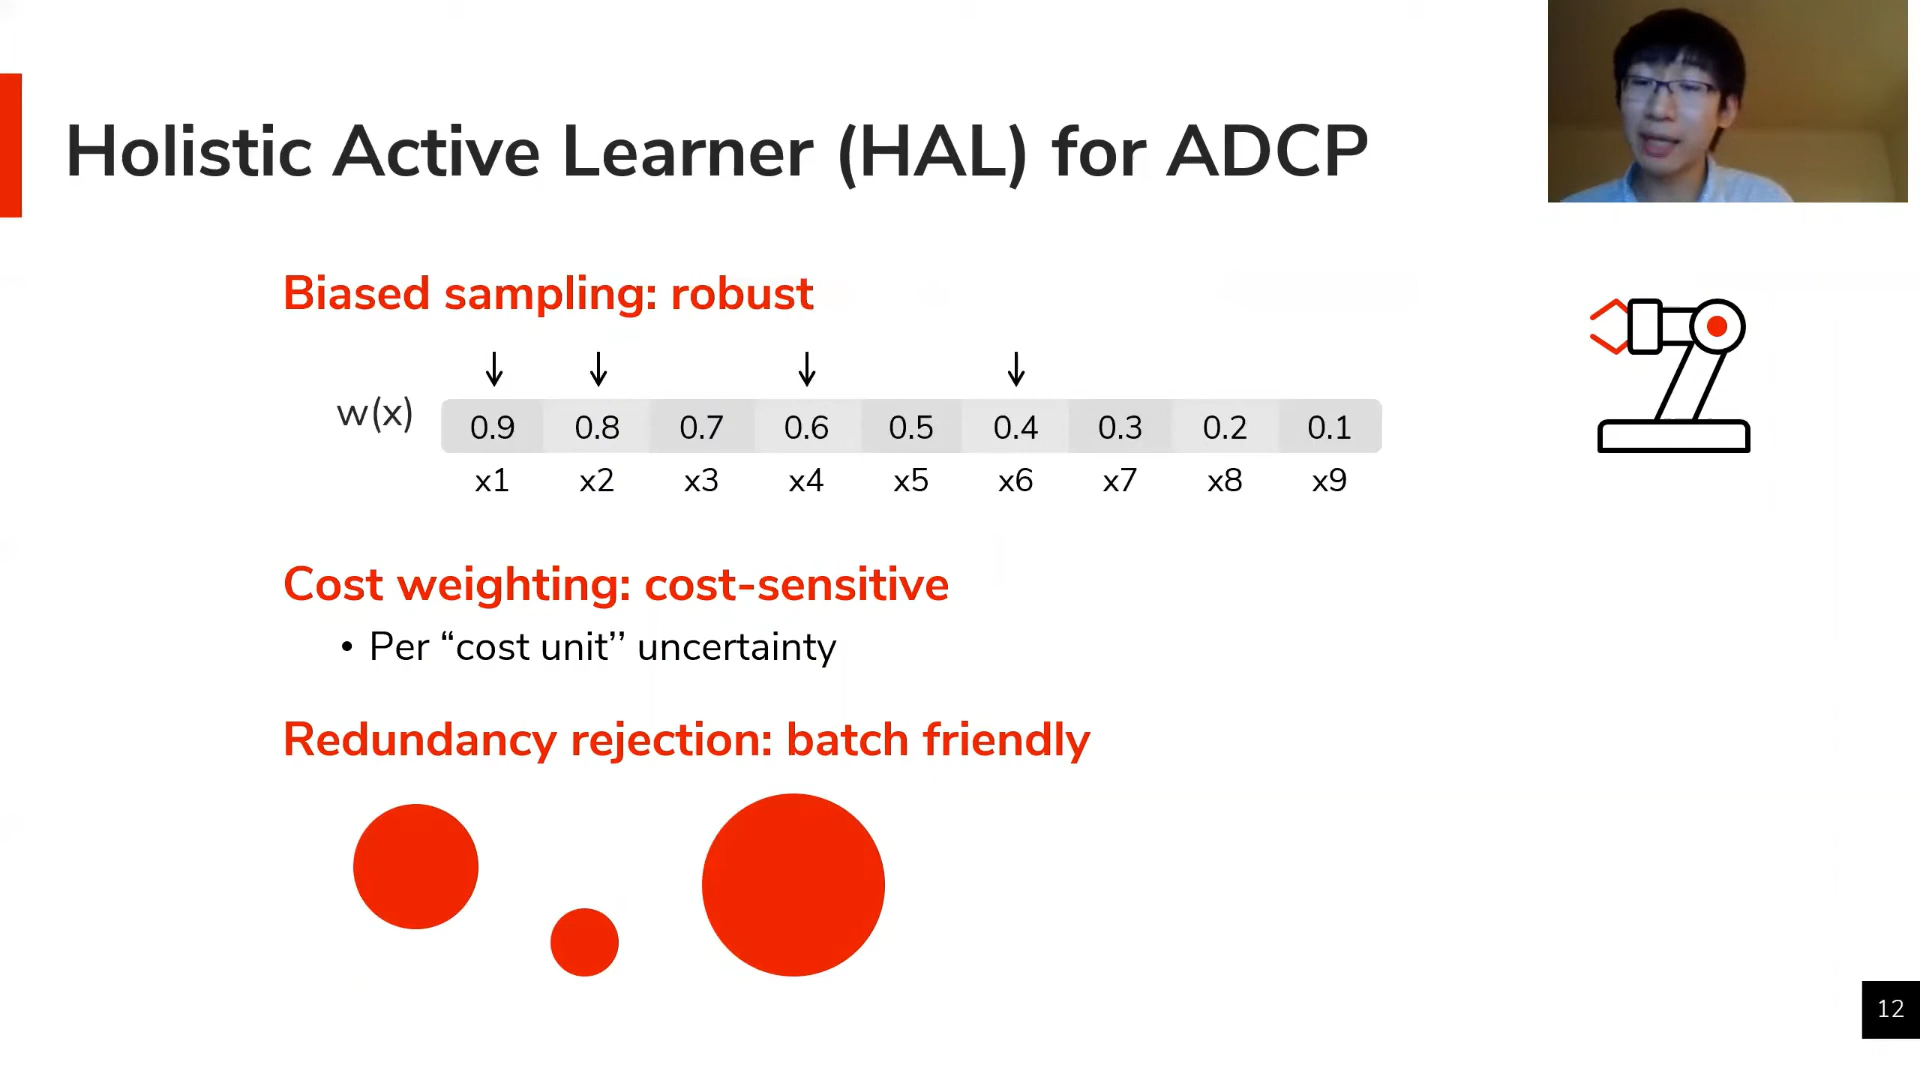 Holistic Active Learner (HAL) for ADCP
Biased sampling: robust
w(x)
0.9 0.8 0.7 0.6 0.5 0.4 0.3 0.2 0.1
x1 x2 x3 x4 x5 x6 x7 x8 x9
Cost weighting: cost-sensitive
• Per “cost unit’’ uncertainty
Redundancy rejection: batch friendly
12